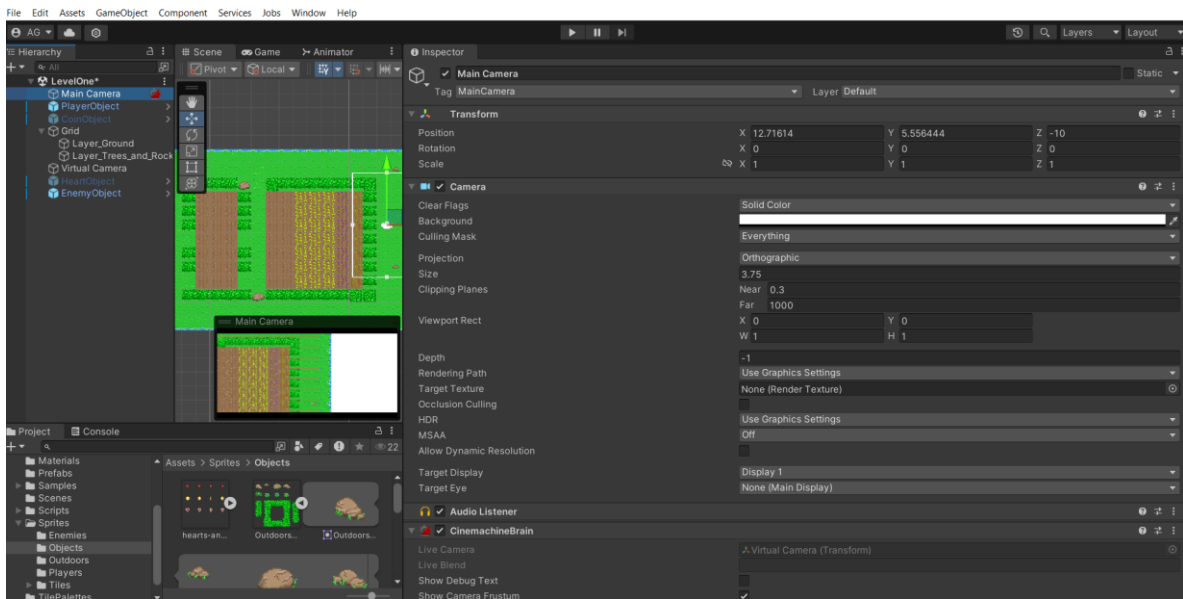 File Edit Assets GameObject Component Services Jobs Window Help
AG
Layers Layout
Hierarchy
All
LevelOne*
Main Camera
PlayerObject
CoinObject
Grid
Layer_Ground
Layer_Trees_and_Rock
Virtual Camera
HeartObject
EnemyObject
Scene Game Animator
Pivot Local
Main Camera
Project Console
22
Materials
Prefabs
Samples
Scenes
Scripts
Sprites
Enemies
Objects
Outdoors
Players
Tiles
TilePalettes
Assets > Sprites > Objects
hearts-an... Outdoors... Outdoors...
Inspector
Main Camera Static
Tag MainCamera Layer Default
Transform
Position X 12.71614 Y 5.556444 Z -10
Rotation X 0 Y 0 Z 0
Scale X 1 Y 1 Z 1
Camera
Clear Flags Solid Color
Background
Culling Mask Everything
Projection Orthographic
Size 3.75
Clipping Planes Near 0.3
Far 1000
Viewport Rect X 0 Y 0
W 1 H 1
Depth -1
Rendering Path Use Graphics Settings
Target Texture None (Render Texture)
Occlusion Culling
HDR Use Graphics Settings
MSAA Off
Allow Dynamic Resolution
Target Display Display 1
Target Eye None (Main Display)
Audio Listener
CinemachineBrain
Live Camera Virtual Camera (Transform)
Live Blend
Show Debug Text
Show Camera Frustum